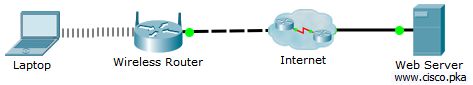 Laptop
Wireless Router
Internet
Web Server
www.cisco.pka